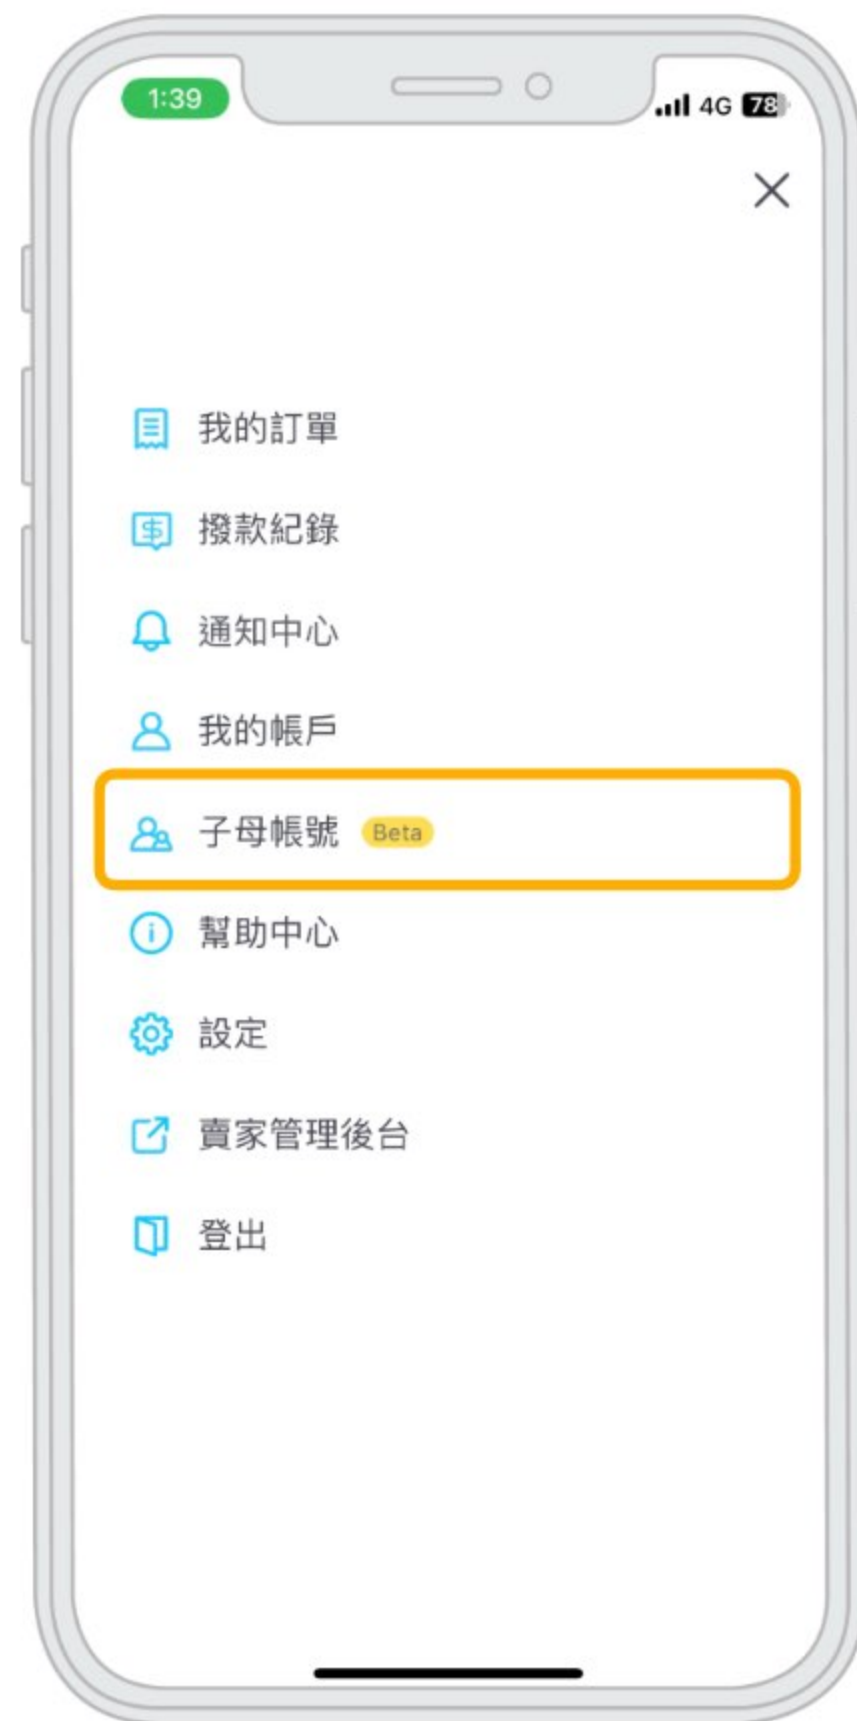 1:39
4G 78
我的訂單
撥款紀錄
通知中心
我的帳戶
子母帳號 Beta
幫助中心
設定
賣家管理後台
登出